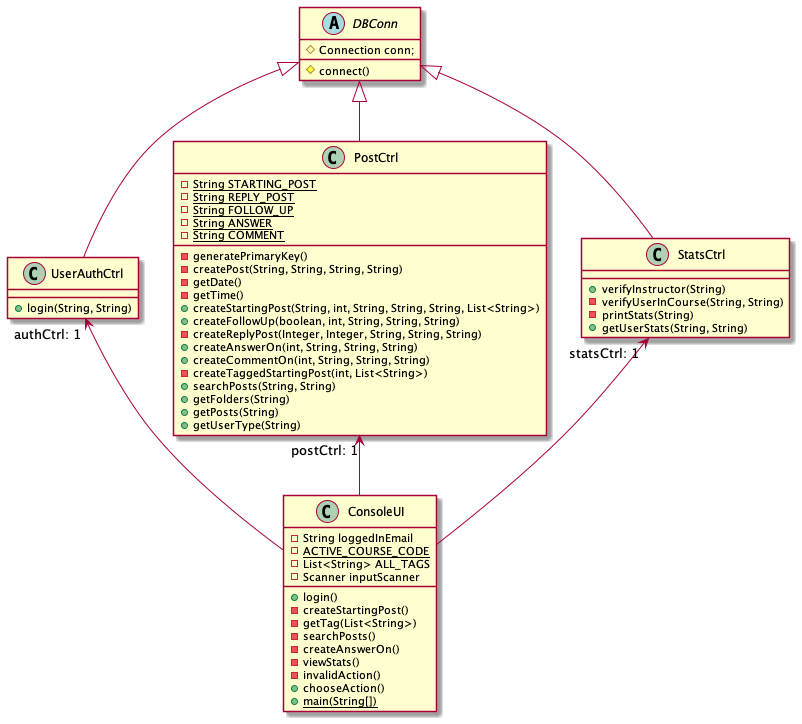 A DBConn
Connection conn;
connect()
C PostCtrl
String STARTING_POST
String REPLY_POST
String FOLLOW_UP
String ANSWER
String COMMENT
generatePrimaryKey()
createPost(String, String, String, String)
getDate()
getTime()
createStartingPost(String, int, String, String, String, List<String>)
createFollowUp(boolean, int, String, String, String)
createReplyPost(Integer, Integer, String, String, String)
createAnswerOn(int, String, String, String)
createCommentOn(int, String, String, String)
createTaggedStartingPost(int, List<String>)
searchPosts(String, String)
getFolders(String)
getPosts(String)
getUserType(String)
C UserAuthCtrl
login(String, String)
C StatsCtrl
verifyInstructor(String)
verifyUserInCourse(String, String)
printStats(String)
getUserStats(String, String)
authCtrl: 1
statsCtrl: 1
postCtrl: 1
C ConsoleUI
String loggedInEmail
ACTIVE_COURSE_CODE
List<String> ALL_TAGS
Scanner inputScanner
login()
createStartingPost()
getTag(List<String>)
searchPosts()
createAnswerOn()
viewStats()
invalidAction()
chooseAction()
main(String[])